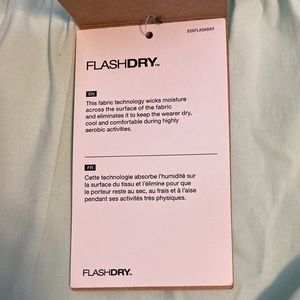 S20FLASHDRY
FLASHDRY™
EN
This fabric technology wicks moisture
across the surface of the fabric
and eliminates it to keep the wearer dry,
cool and comfortable during highly
aerobic activities.
FR
Cette technologie absorbe l'humidité sur
la surface du tissu et l'élimine pour que
le porteur reste au sec, au frais et à l'aise
pendant ses activités très physiques.
FLASHDRY™